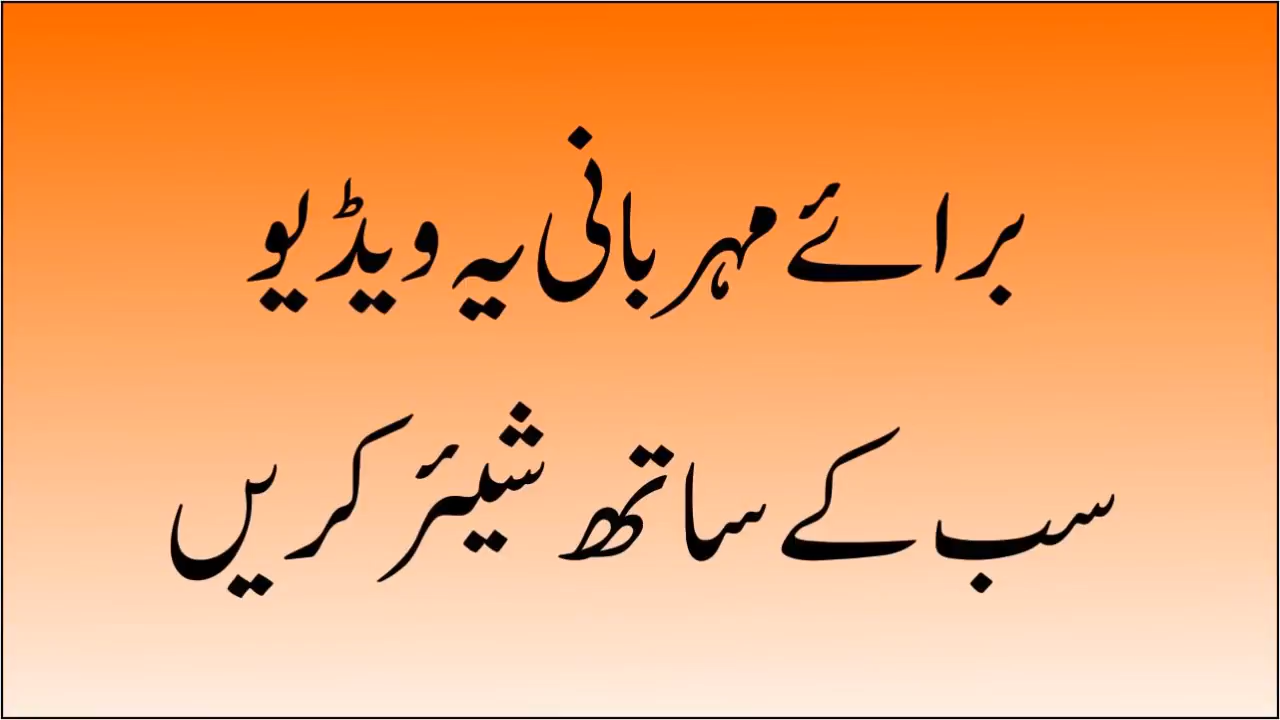 برائے مہربانی یہ ویڈیو
سب کے ساتھ شیئر کریں